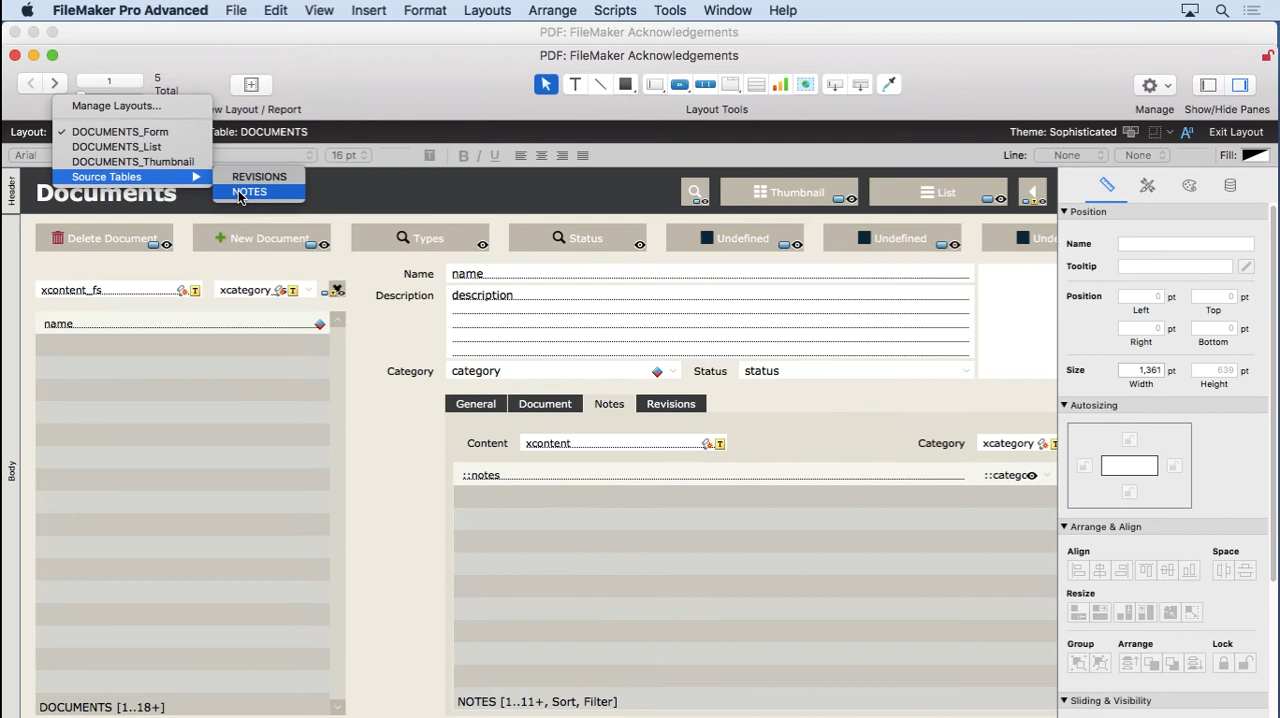 FileMaker Pro Advanced File Edit View Insert Format Layouts Arrange Scripts Tools Window Help
PDF: FileMaker Acknowledgements
PDF: FileMaker Acknowledgements
1
5
Total
ew Layout / Report
Layout Tools
Manage
Show/Hide Panes
Manage Layouts...
Layout:
DOCUMENTS_Form
DOCUMENTS_List
DOCUMENTS_Thumbnail
Source Tables
REVISIONS
NOTES
Table: DOCUMENTS
Theme: Sophisticated
Exit Layout
Arial
16 pt
B I U
Line: None None Fill:
Header
Documents
Thumbnail
List
Delete Document
New Document
Types
Status
Undefined
Undefined
Unde
xcontent_fs
Name name
Description description
name
Category category
Status status
General Document Notes Revisions
Content xcontent
Category xcategory
::notes
::catego
Body
DOCUMENTS [1..18+]
NOTES [1..11+, Sort, Filter]
Position
Name
Tooltip
Position 0 pt 0 pt
Left Top
0 pt 0 pt
Right Bottom
Size 1,361 pt 639 pt
Width Height
Autosizing
Arrange & Align
Align Space
Resize
Group Arrange Lock
Sliding & Visibility